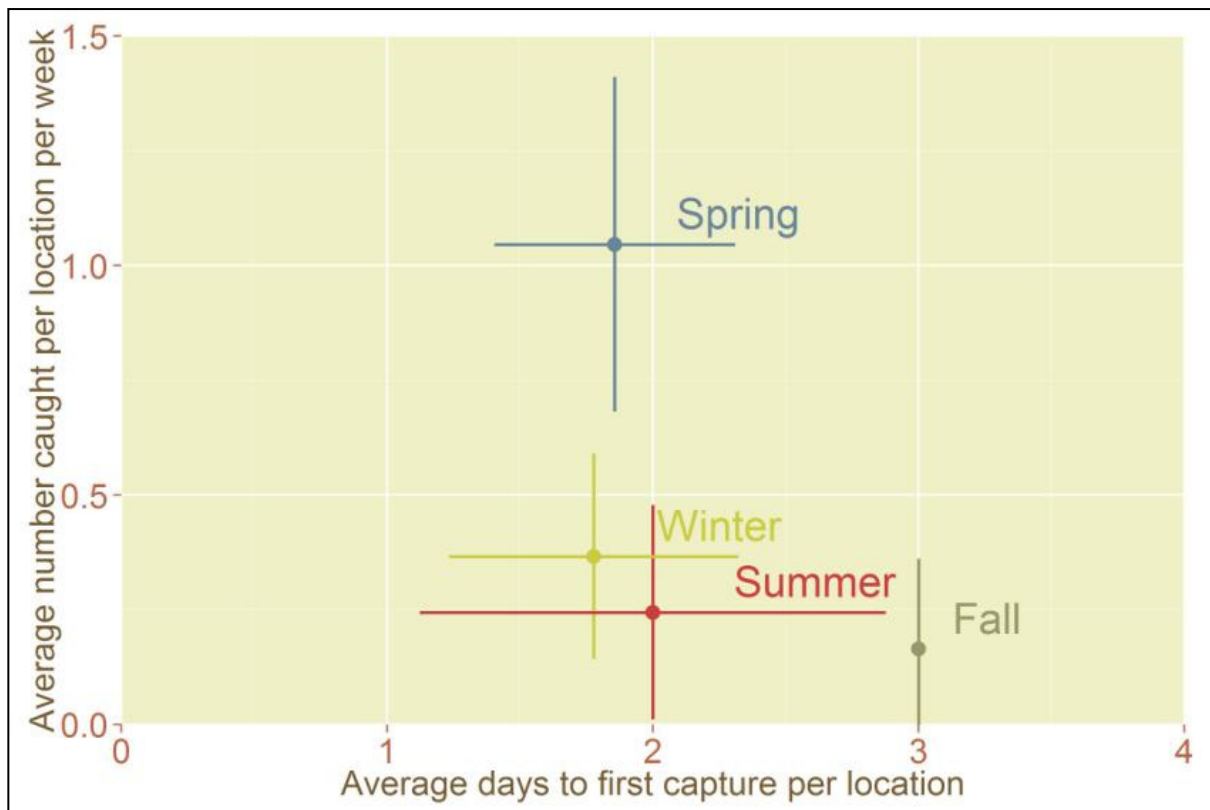 Average number caught per location per week
1.5
1.0
0.5
0.0
Spring
Winter
Summer
Fall
0 1 2 3 4
Average days to first capture per location